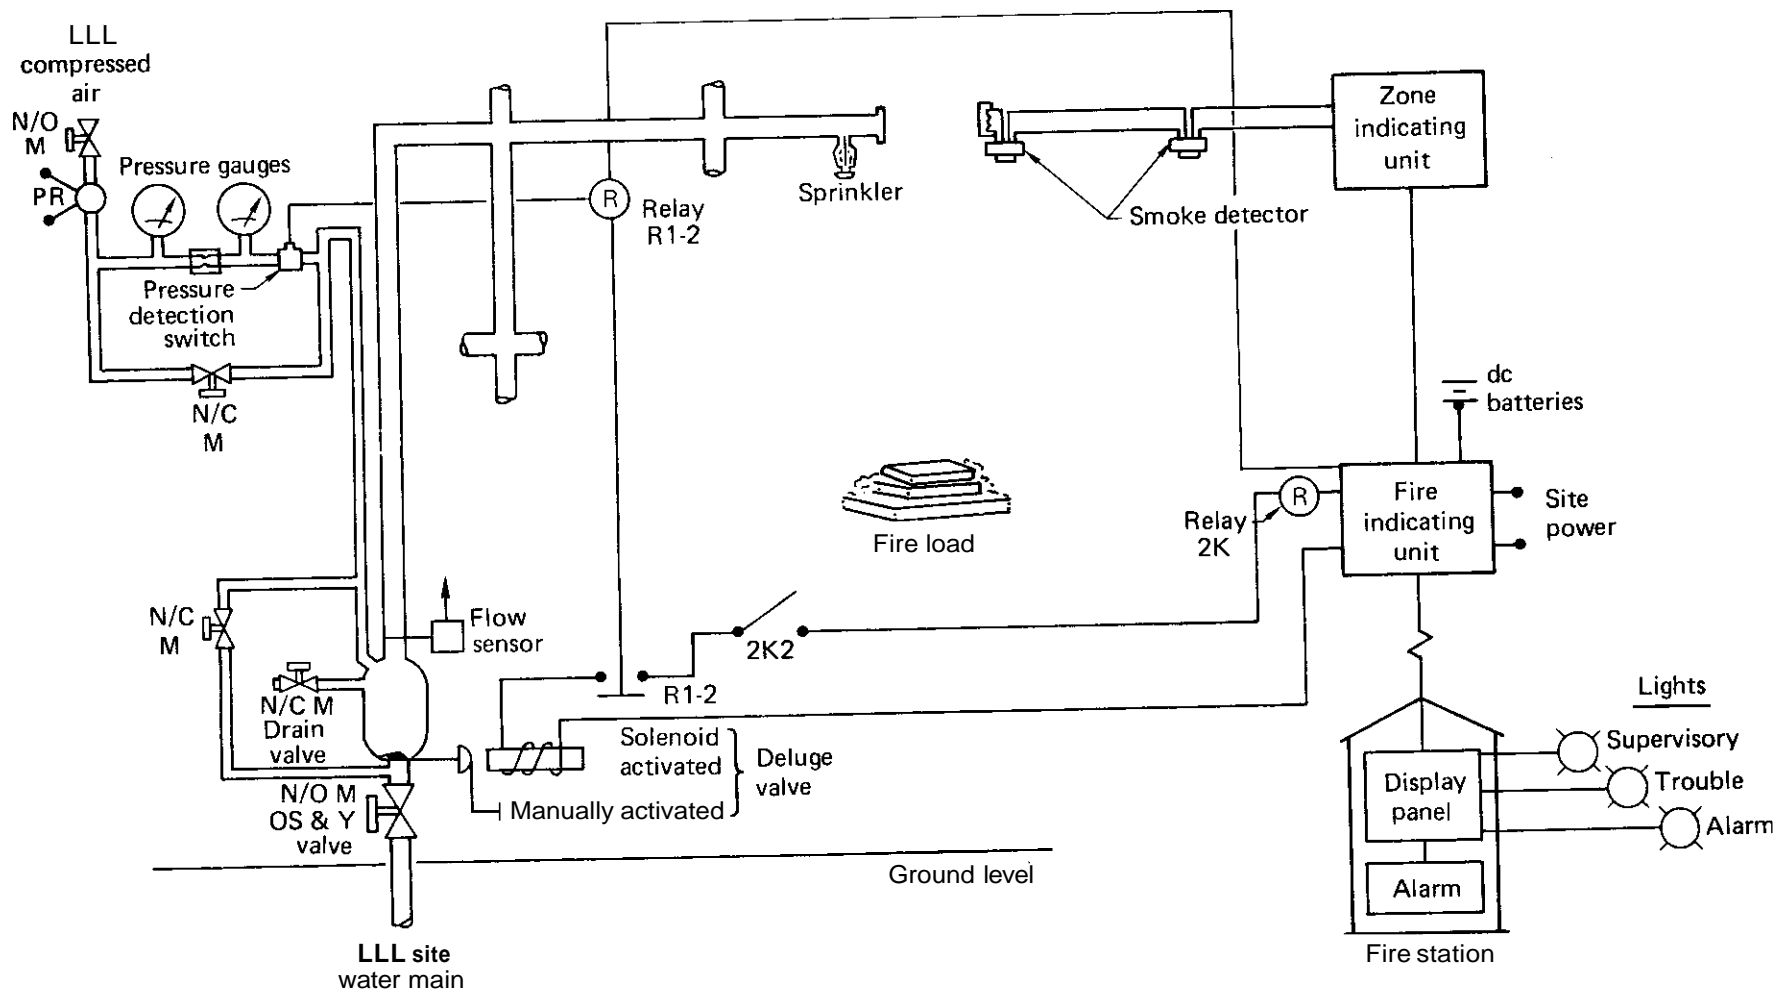 LLL
compressed
air
N/O
M
PR
Pressure gauges
Pressure
detection
switch
N/C
M
R
Relay
R1-2
Sprinkler
Smoke detector
Zone
indicating
unit
dc
batteries
Fire load
R
Relay
2K
Fire
indicating
unit
Site
power
N/C
M
Flow
sensor
2K2
R1-2
N/C M
Drain
valve
Solenoid
activated
Manually activated
Deluge
valve
N/O M
OS & Y
valve
Ground level
LLL site
water main
Lights
Supervisory
Trouble
Alarm
Display
panel
Alarm
Fire station